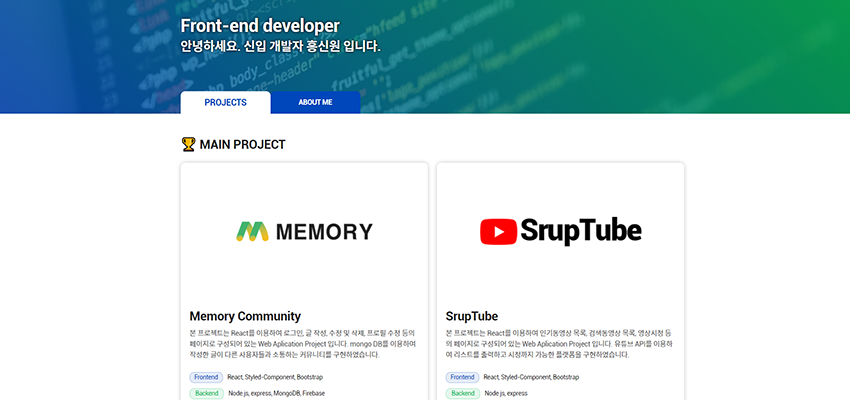 Front-end developer
안녕하세요. 신입 개발자 홍신원 입니다.
PROJECTS
ABOUT ME
MAIN PROJECT
MEMORY
SrupTube
Memory Community
본 프로젝트는 React를 이용하여 로그인, 글 작성, 수정 및 삭제, 프로필 수정 등의
페이지로 구성되어 있는 Web Aplication Project 입니다. mongo DB를 이용하여
작성한 글이 다른 사용자들과 소통하는 커뮤니티를 구현하였습니다.
Frontend React, Styled-Component, Bootstrap
Backend Node js, express, MongoDB, Firebase
SrupTube
본 프로젝트는 React를 이용하여 인기동영상 목록, 검색동영상 목록, 영상시청 등
의 페이지로 구성되어 있는 Web Aplication Project 입니다. 유튜브 API를 이용하
여 리스트를 출력하고 시청까지 가능한 플랫폼을 구현하였습니다.
Frontend React, Styled-Component, Bootstrap
Backend Node js, express